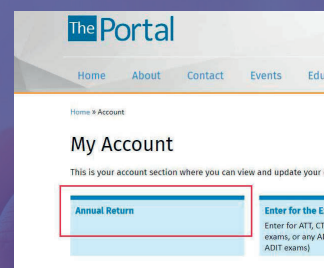 The Portal
Home About Contact Events Edu
Home » Account
My Account
This is your account section where you can view and update your
Annual Return
Enter for the E
Enter for ATT, CT
exams, or any A
ADIT exams)